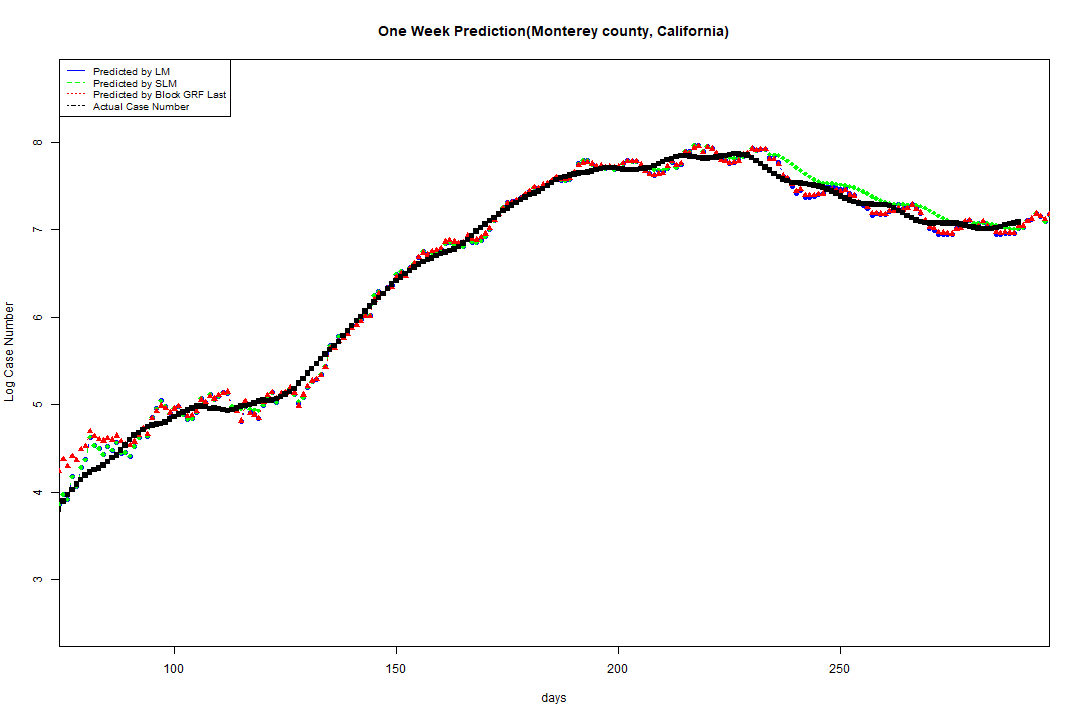 One Week Prediction(Monterey county, California)
Predicted by LM
Predicted by SLM
Predicted by Block GRF Last
Actual Case Number
8
7
6
5
4
3
Log Case Number
100 150 200 250
days